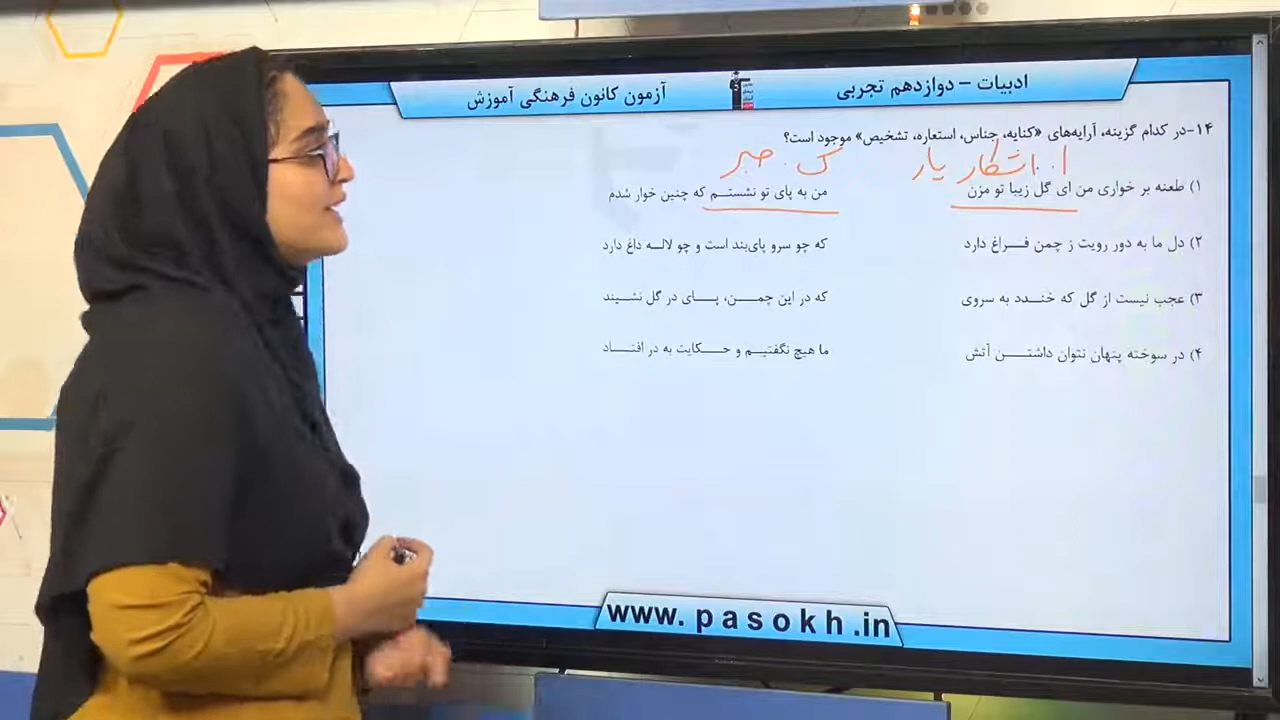 ادبیات – دوازدهم تجربی
آزمون کانون فرهنگی آموزش
۱۴-در کدام گزینه، آرایه‌های «کنایه، جناس، استعاره، تشخیص» موجود است؟
ا. اشکار یار
ک. صبر
۱) طعنه بر خواری من ای گل زیبا تو مزن من به پای تو نشستم که چنین خوار شدم
۲) دل ما به دور رویت ز چمن فراغ دارد که چو سرو پای‌بند است و چو لاله داغ دارد
۳) عجب نیست از گل که خندد به سروی که در این چمن، پای در گل نشیند
۴) در سوخته پنهان نتوان داشتن آتش ما هیچ نگفتیم و حکایت به در افتاد
www.pasokh.in